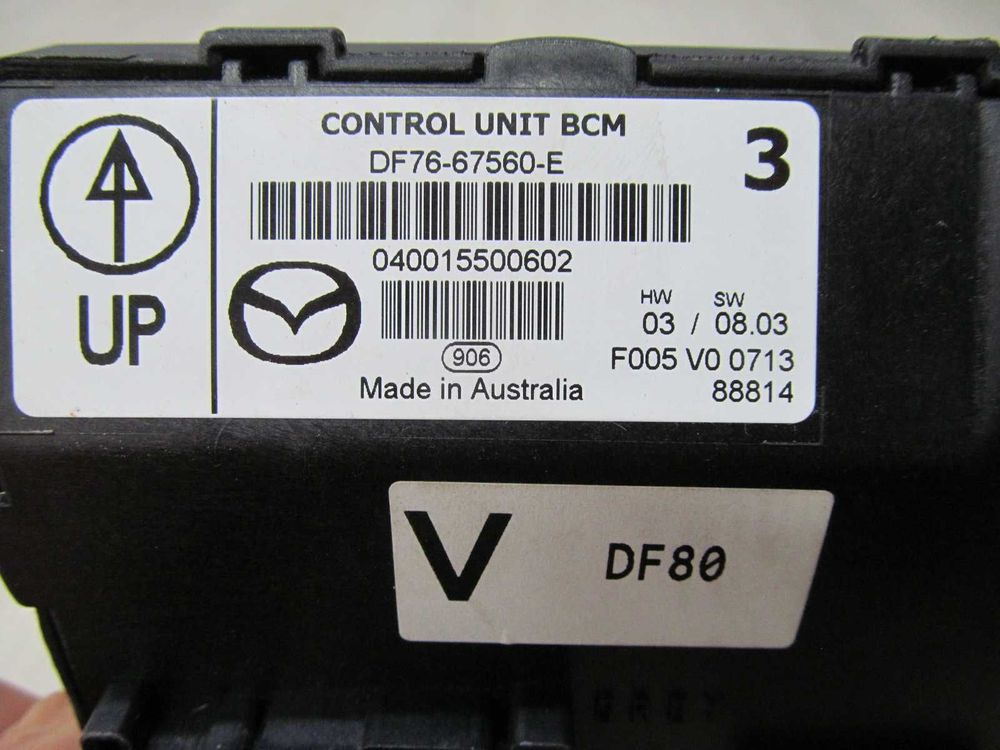 UP
CONTROL UNIT BCM
DF76-67560-E
3
040015500602
906
Made in Australia
HW SW
03 / 08.03
F005 V0 0713
88814
V DF80